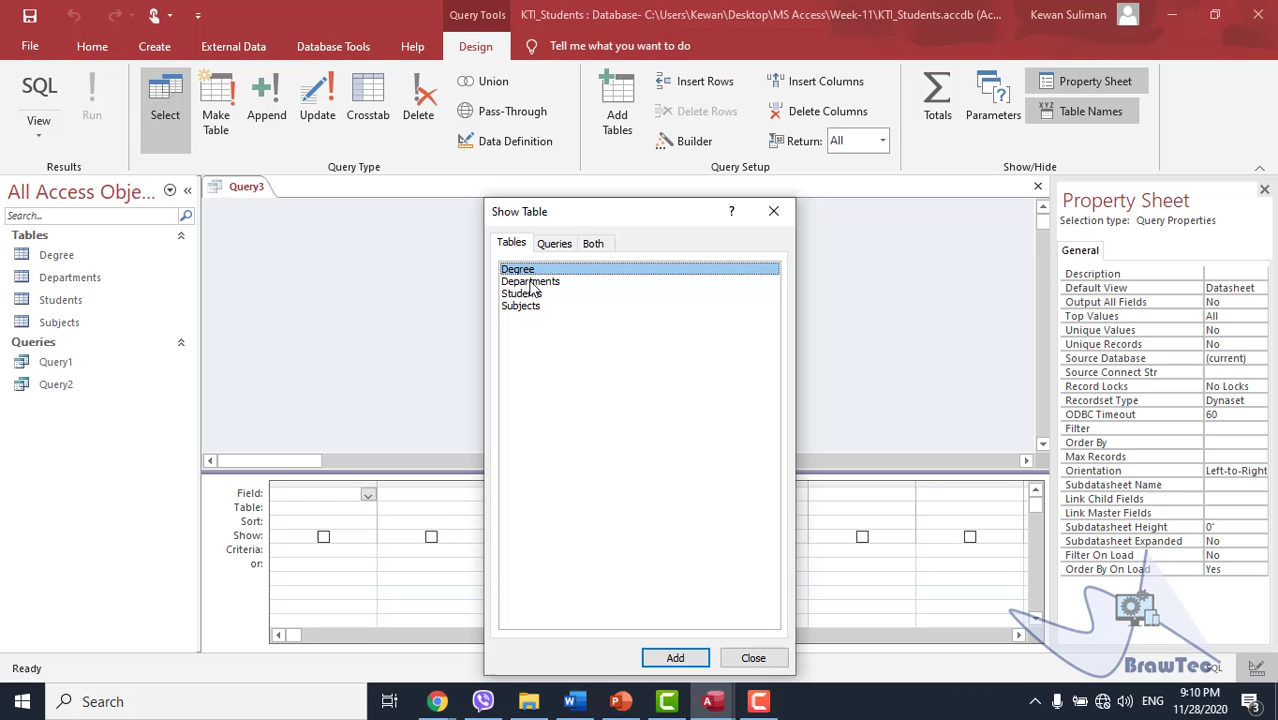 Query Tools
KTI_Students : Database- C:\Users\Kewan\Desktop\MS Access\Week-11\KTI_Students.accdb (Ac...
Kewan Suliman
File
Home
Create
External Data
Database Tools
Help
Design
Tell me what you want to do
SQL
View
Run
Results
Select
Make
Table
Append
Update
Crosstab
Delete
Union
Pass-Through
Data Definition
Query Type
Add
Tables
Insert Rows
Delete Rows
Builder
Insert Columns
Delete Columns
Return: All
Query Setup
Totals
Parameters
Property Sheet
XYZ
Table Names
Show/Hide
All Access Obje...
Search...
Tables
Degree
Departments
Students
Subjects
Queries
Query1
Query2
Query3
Show Table
?
Tables
Queries
Both
Degree
Departments
Students
Subjects
Add
Close
Field:
Table:
Sort:
Show:
Criteria:
or:
Property Sheet
Selection type: Query Properties
General
Description
Default View Datasheet
Output All Fields No
Top Values All
Unique Values No
Unique Records No
Source Database (current)
Source Connect Str
Record Locks No Locks
Recordset Type Dynaset
ODBC Timeout 60
Filter
Order By
Max Records
Orientation Left-to-Right
Subdatasheet Name
Link Child Fields
Link Master Fields
Subdatasheet Height 0"
Subdatasheet Expanded No
Filter On Load No
Order By On Load Yes
BrawTec
Ready
SQL
Search
ENG
9:10 PM
11/28/2020
3